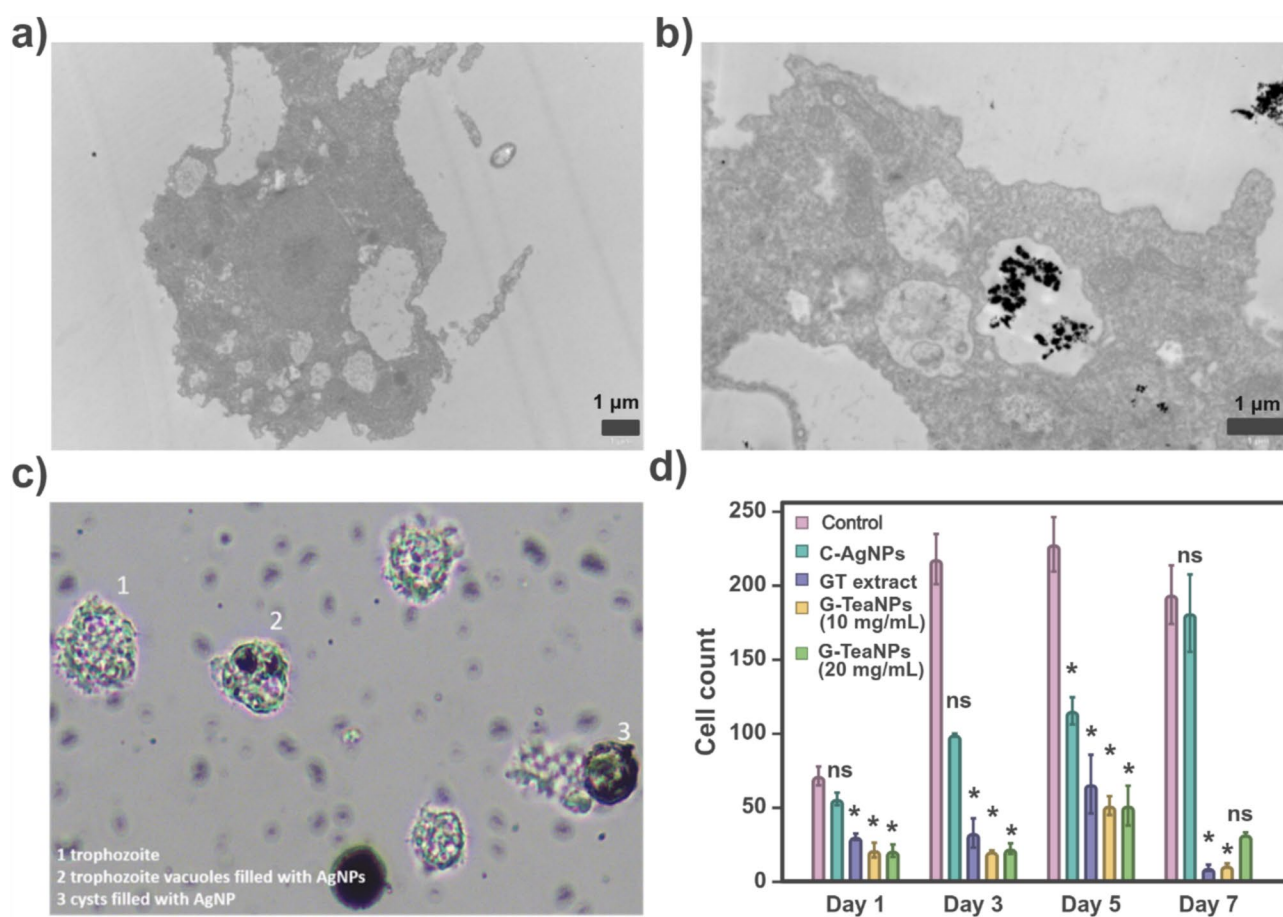 a)
1 µm
b)
1 µm
c)
1
2
3
1 trophozoite
2 trophozoite vacuoles filled with AgNPs
3 cysts filled with AgNP
d)
250
200
150
100
50
0
Cell count
Control
C-AgNPs
GT extract
G-TeaNPs
(10 mg/mL)
G-TeaNPs
(20 mg/mL)
ns
*
*
*
ns
*
*
*
*
*
*
*
ns
*
*
ns
Day 1
Day 3
Day 5
Day 7